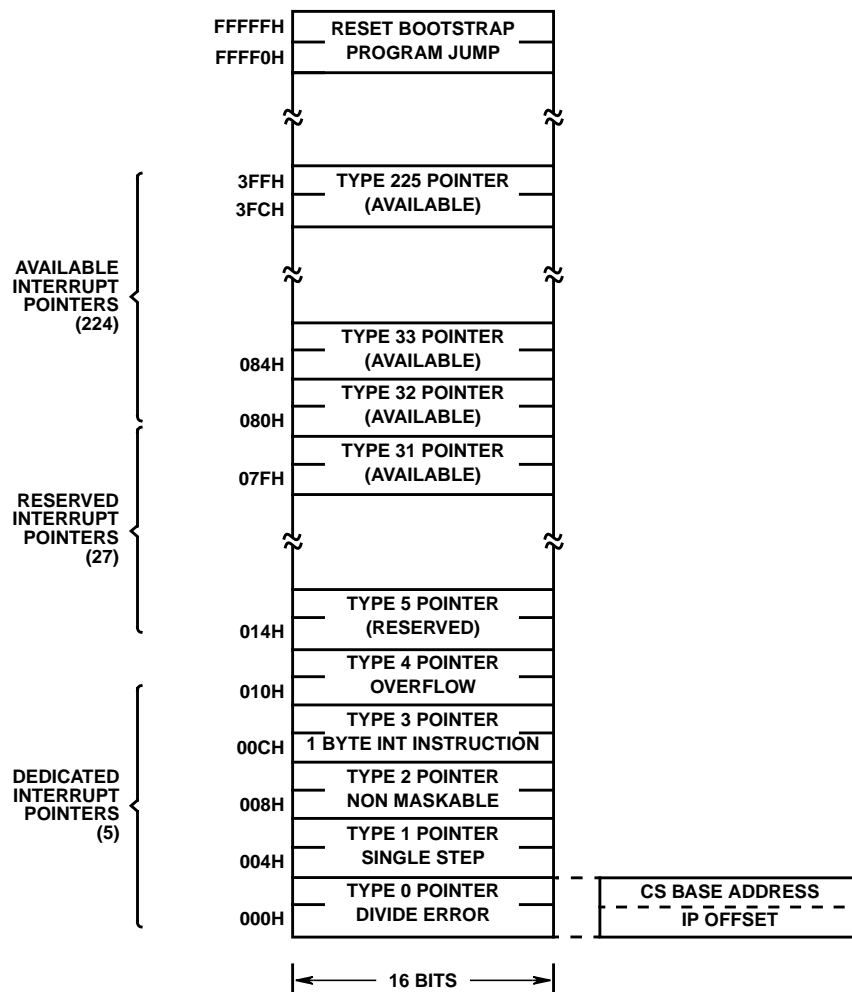 FFFFFH
RESET BOOTSTRAP
FFFF0H
PROGRAM JUMP
3FFH
TYPE 225 POINTER
3FCH
(AVAILABLE)
AVAILABLE
INTERRUPT
POINTERS
(224)
TYPE 33 POINTER
084H
(AVAILABLE)
TYPE 32 POINTER
080H
(AVAILABLE)
TYPE 31 POINTER
07FH
(AVAILABLE)
RESERVED
INTERRUPT
POINTERS
(27)
TYPE 5 POINTER
014H
(RESERVED)
TYPE 4 POINTER
010H
OVERFLOW
TYPE 3 POINTER
00CH
1 BYTE INT INSTRUCTION
DEDICATED
INTERRUPT
POINTERS
(5)
TYPE 2 POINTER
008H
NON MASKABLE
TYPE 1 POINTER
004H
SINGLE STEP
TYPE 0 POINTER
000H
DIVIDE ERROR
CS BASE ADDRESS
IP OFFSET
16 BITS